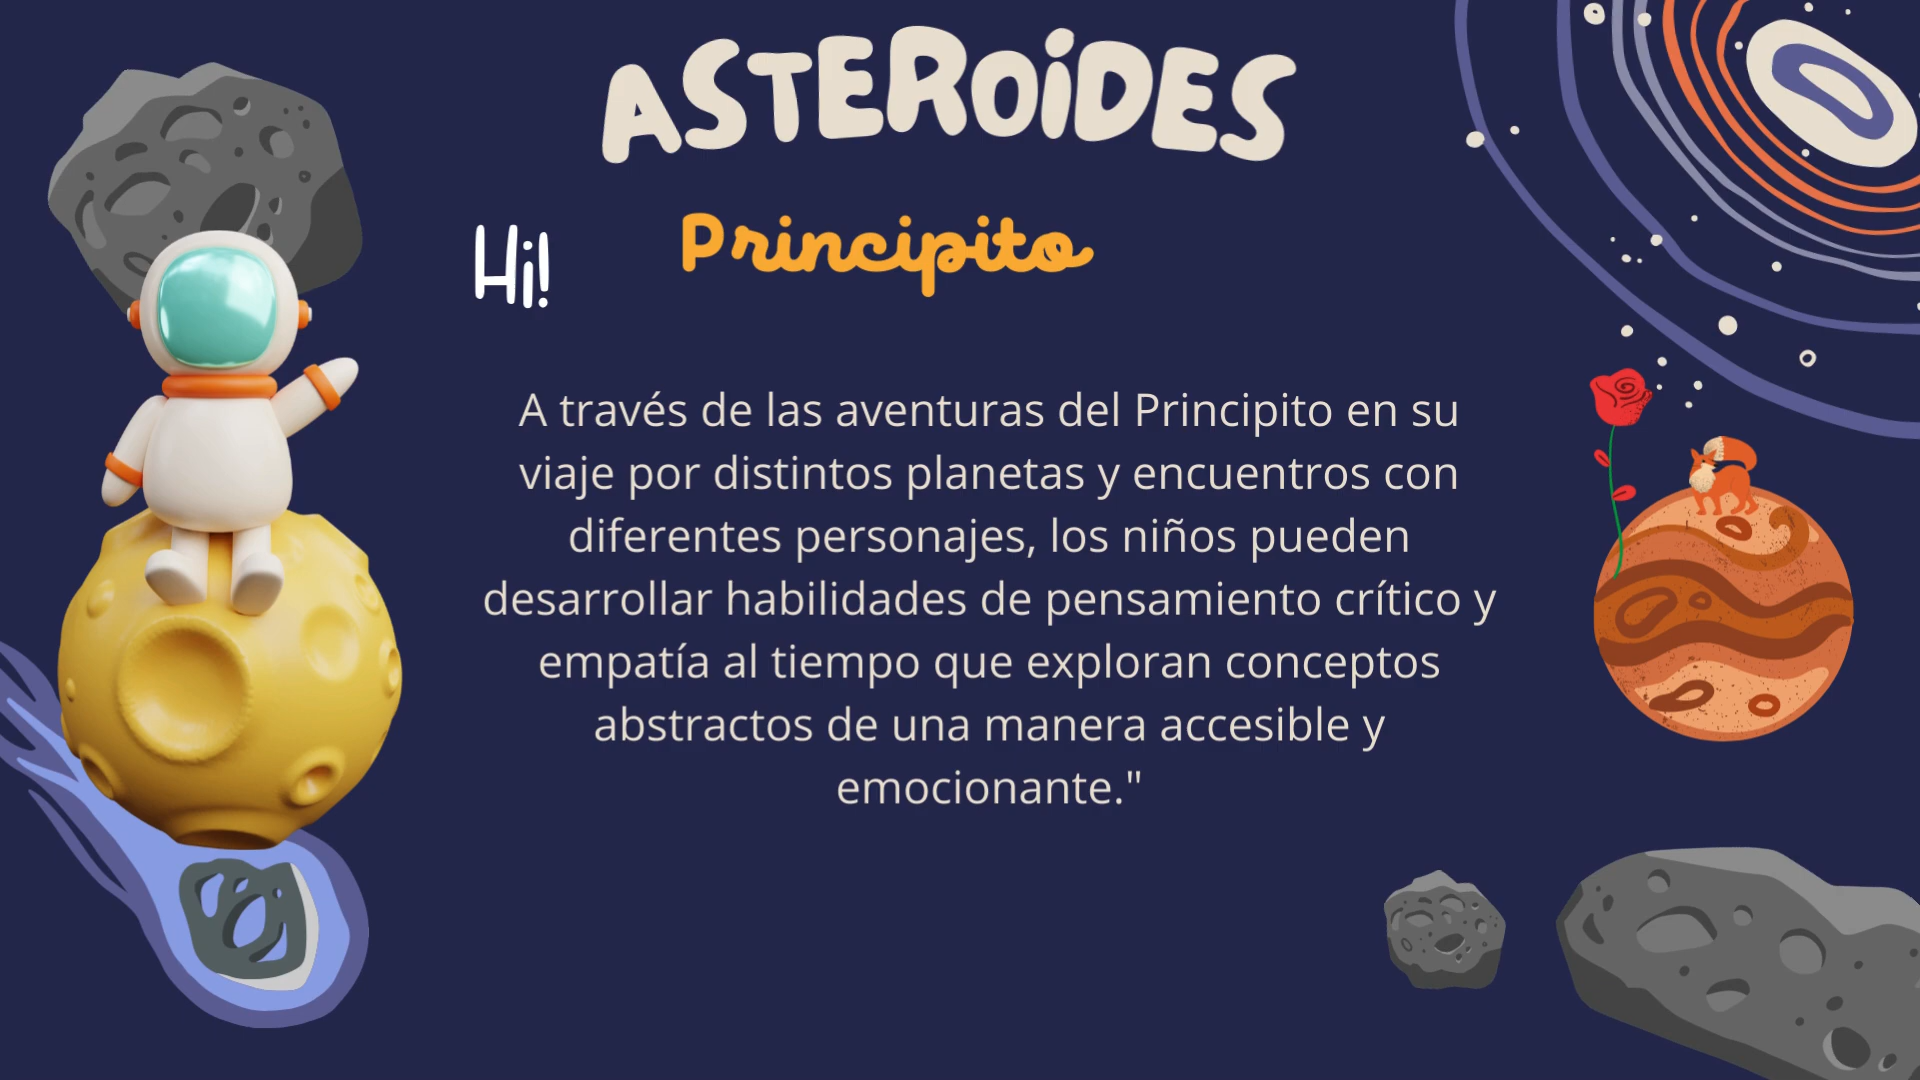 ASTEROiDES
Hi!
Principito
A través de las aventuras del Principito en su
viaje por distintos planetas y encuentros con
diferentes personajes, los niños pueden
desarrollar habilidades de pensamiento crítico y
empatía al tiempo que exploran conceptos
abstractos de una manera accesible y
emocionante."